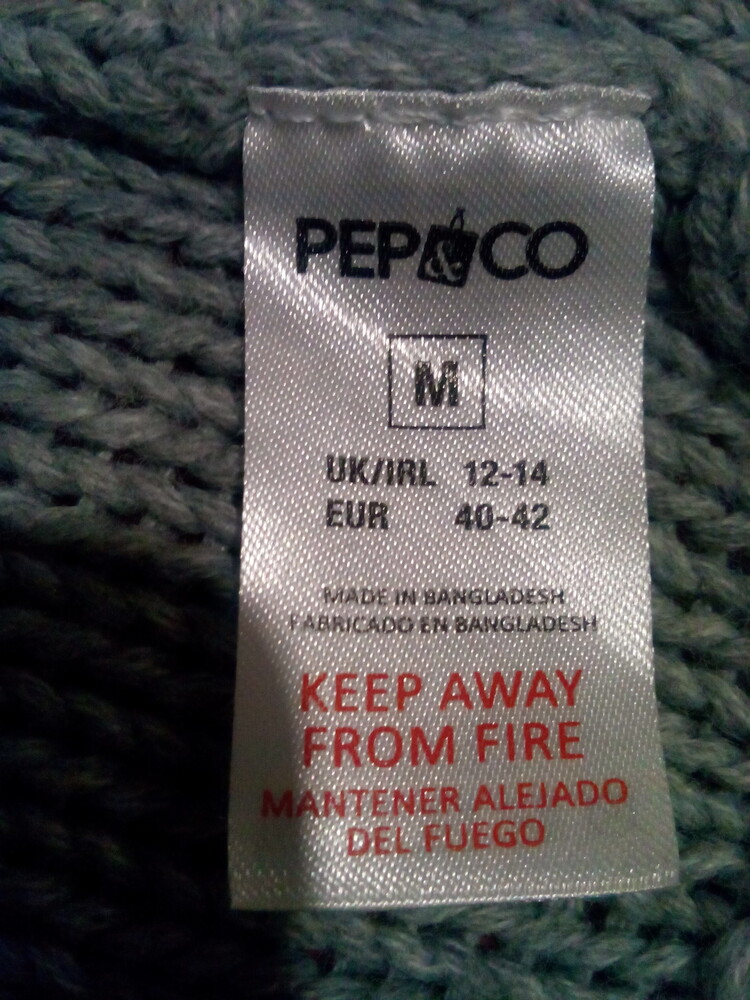 PEP&CO
M
UK/IRL 12-14
EUR 40-42
MADE IN BANGLADESH
FABRICADO EN BANGLADESH
KEEP AWAY
FROM FIRE
MANTENER ALEJADO
DEL FUEGO